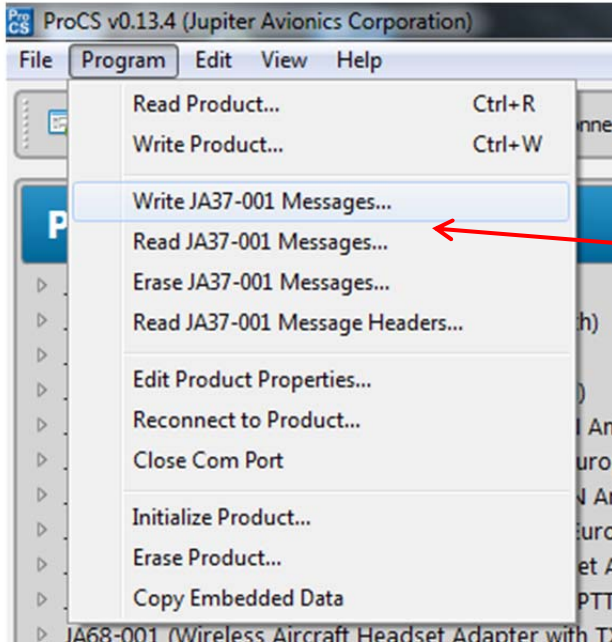 ProCS v0.13.4 (Jupiter Avionics Corporation)
File Program Edit View Help
Read Product... Ctrl+R
Write Product... Ctrl+W
Write JA37-001 Messages...
Read JA37-001 Messages...
Erase JA37-001 Messages...
Read JA37-001 Message Headers...
Edit Product Properties...
Reconnect to Product...
Close Com Port
Initialize Product...
Erase Product...
Copy Embedded Data
JA68-001 (Wireless Aircraft Headset Adapter with